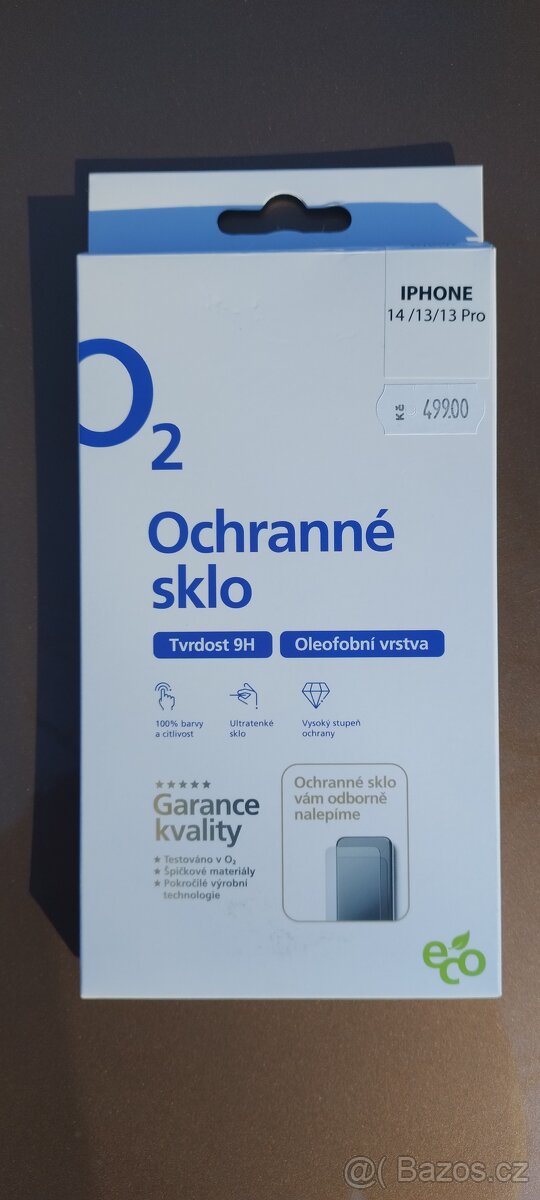 IPHONE
14 /13/13 Pro
Kč 499.00
O2
Ochranné
sklo
Tvrdost 9H
Oleofobní vrstva
100% barvy
a citlivost
Ultratenké
sklo
Vysoký stupeň
ochrany
★★★★★
Garance
kvality
★ Testováno v O₂
★ Špičkové materiály
★ Pokročilé výrobní
technologie
Ochranné sklo
vám odborně
nalepíme
eco
@( Bazos.cz